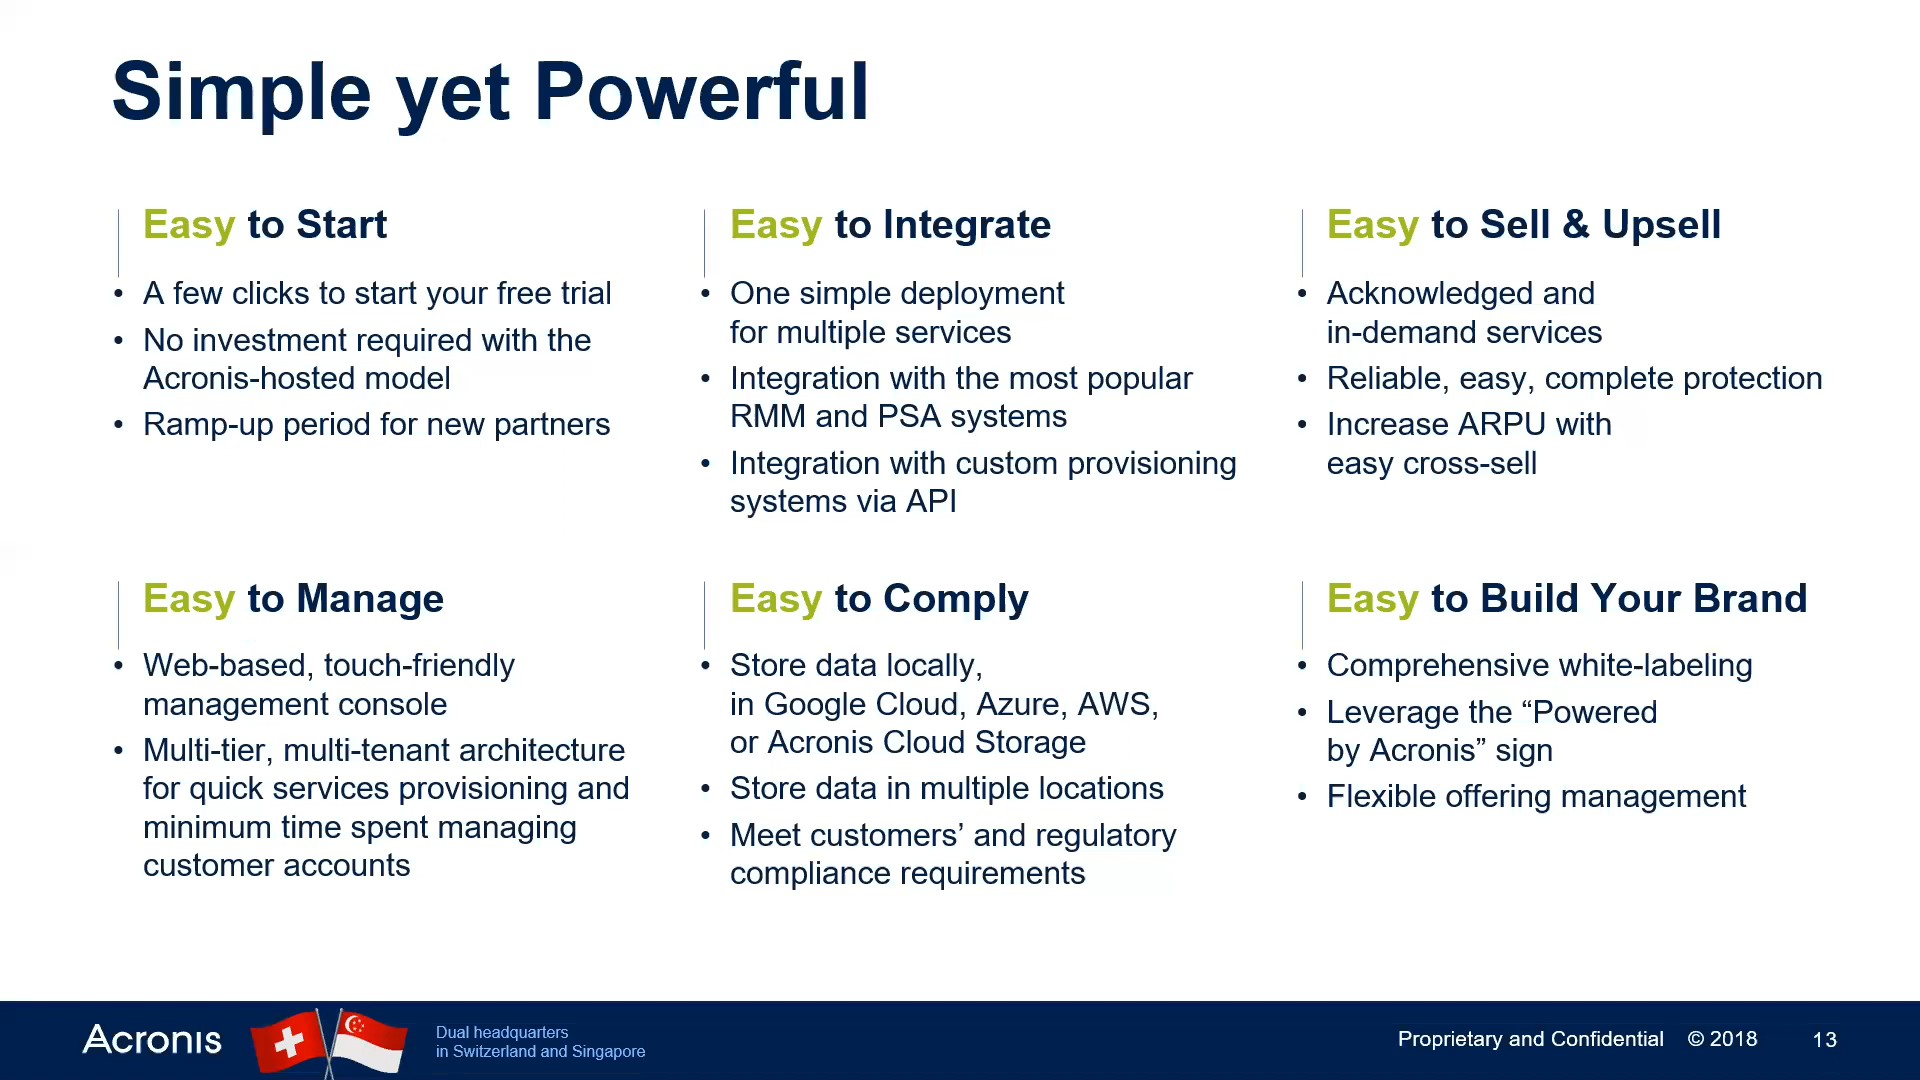 Simple yet Powerful
Easy to Start
• A few clicks to start your free trial
• No investment required with the
Acronis-hosted model
• Ramp-up period for new partners
Easy to Integrate
• One simple deployment
for multiple services
• Integration with the most popular
RMM and PSA systems
• Integration with custom provisioning
systems via API
Easy to Sell & Upsell
• Acknowledged and
in-demand services
• Reliable, easy, complete protection
• Increase ARPU with
easy cross-sell
Easy to Manage
• Web-based, touch-friendly
management console
• Multi-tier, multi-tenant architecture
for quick services provisioning and
minimum time spent managing
customer accounts
Easy to Comply
• Store data locally,
in Google Cloud, Azure, AWS,
or Acronis Cloud Storage
• Store data in multiple locations
• Meet customers’ and regulatory
compliance requirements
Easy to Build Your Brand
• Comprehensive white-labeling
• Leverage the “Powered
by Acronis” sign
• Flexible offering management
Acronis
Dual headquarters
in Switzerland and Singapore
Proprietary and Confidential © 2018 13